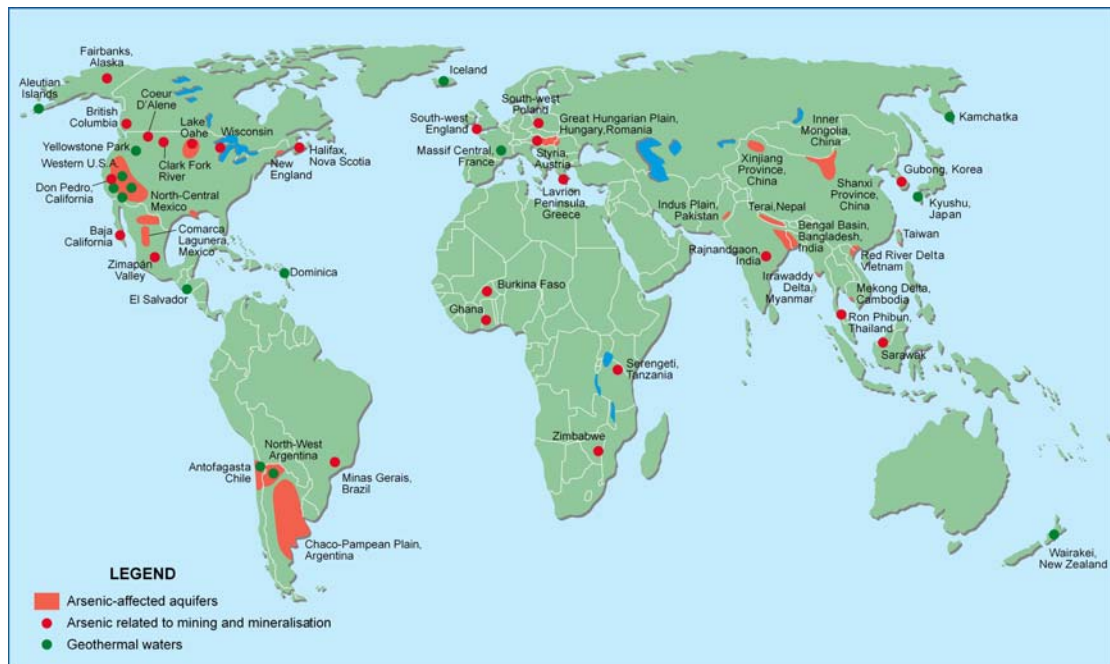 Fairbanks,
Alaska
Aleutian
Islands
Coeur
D'Alene
British
Columbia
Lake
Oahe
Wisconsin
Yellowstone Park
Western U.S.A.
Clark Fork
River
New
England
Halifax,
Nova Scotia
Don Pedro,
California
North-Central
Mexico
Baja
California
Comarca
Lagunera,
Mexico
Zimapán
Valley
El Salvador
Dominica
Iceland
South-west
England
South-west
Poland
Great Hungarian Plain,
Hungary,Romania
Massif Central,
France
Styria,
Austria
Lavrion
Peninsula,
Greece
Inner
Mongolia,
China
Kamchatka
Xinjiang
Province,
China
Shanxi
Province,
China
Gubong, Korea
Kyushu,
Japan
Indus Plain,
Pakistan
Terai,Nepal
Bengal Basin,
Bangladesh,
India
Taiwan
Rajnandgaon,
India
Red River Delta
Vietnam
Irrawaddy
Delta,
Myanmar
Mekong Delta,
Cambodia
Ron Phibun,
Thailand
Sarawak
Burkina Faso
Ghana
Serengeti,
Tanzania
Zimbabwe
North-West
Argentina
Antofagasta
Chile
Minas Gerais,
Brazil
Chaco-Pampean Plain,
Argentina
Wairakei,
New Zealand
LEGEND
Arsenic-affected aquifers
Arsenic related to mining and mineralisation
Geothermal waters